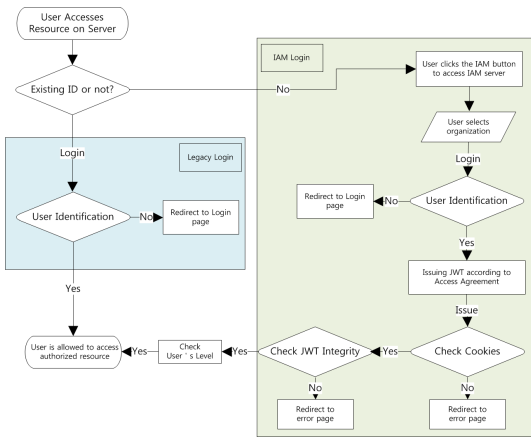 User Accesses
Resource on Server
Existing ID or not?
No
IAM Login
User clicks the IAM button
to access IAM server
User selects
organization
Login
Login
Legacy Login
User Identification
No
Redirect to Login
page
Redirect to Login
page
No
User Identification
Yes
Issuing JWT according to
Access Agreement
Issue
Yes
User is allowed to access
authorized resource
Yes
Check
User ' s Level
Yes
Check JWT Integrity
Yes
Check Cookies
No
No
Redirect to
error page
Redirect to
error page